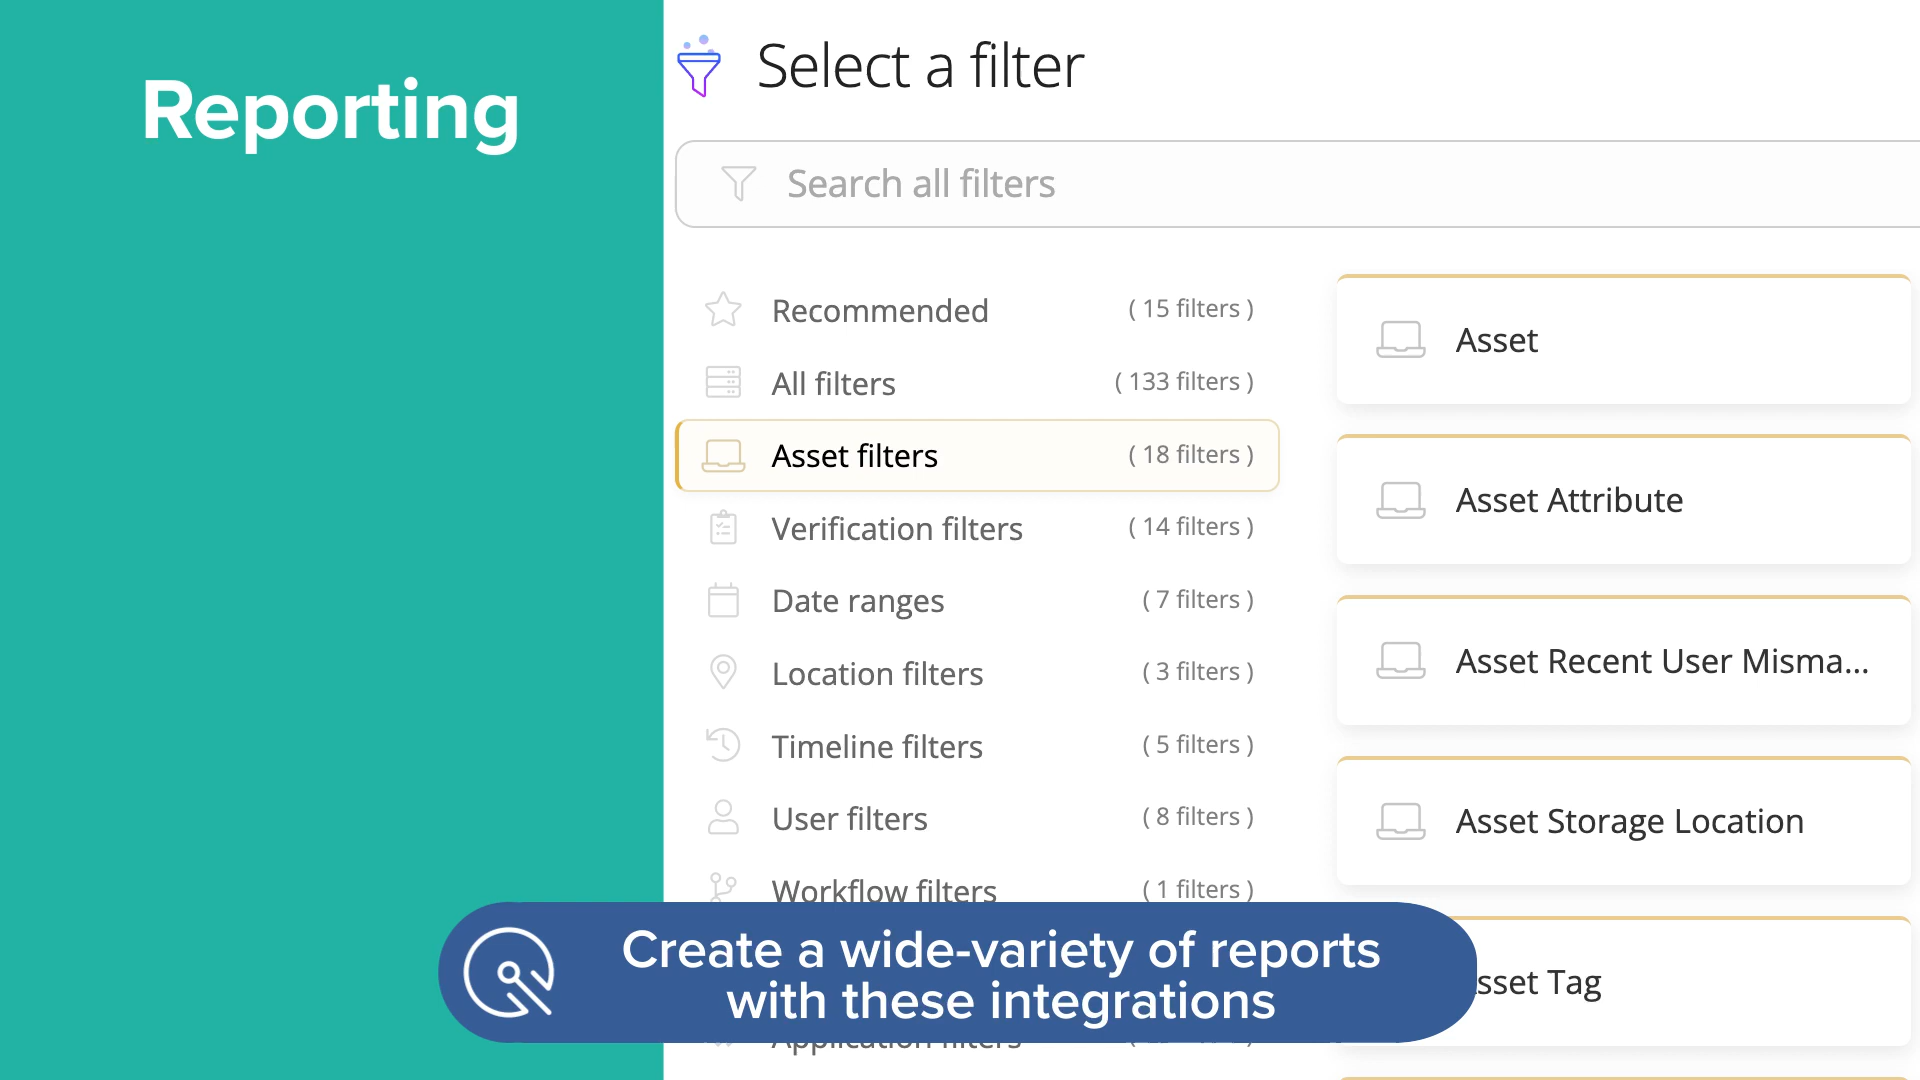 Reporting
Select a filter
Search all filters
Recommended ( 15 filters )
All filters ( 133 filters )
Asset filters ( 18 filters )
Verification filters ( 14 filters )
Date ranges ( 7 filters )
Location filters ( 3 filters )
Timeline filters ( 5 filters )
User filters ( 8 filters )
Workflow filters ( 1 filters )
Application filters
Asset
Asset Attribute
Asset Recent User Misma...
Asset Storage Location
sset Tag
Create a wide-variety of reports
with these integrations